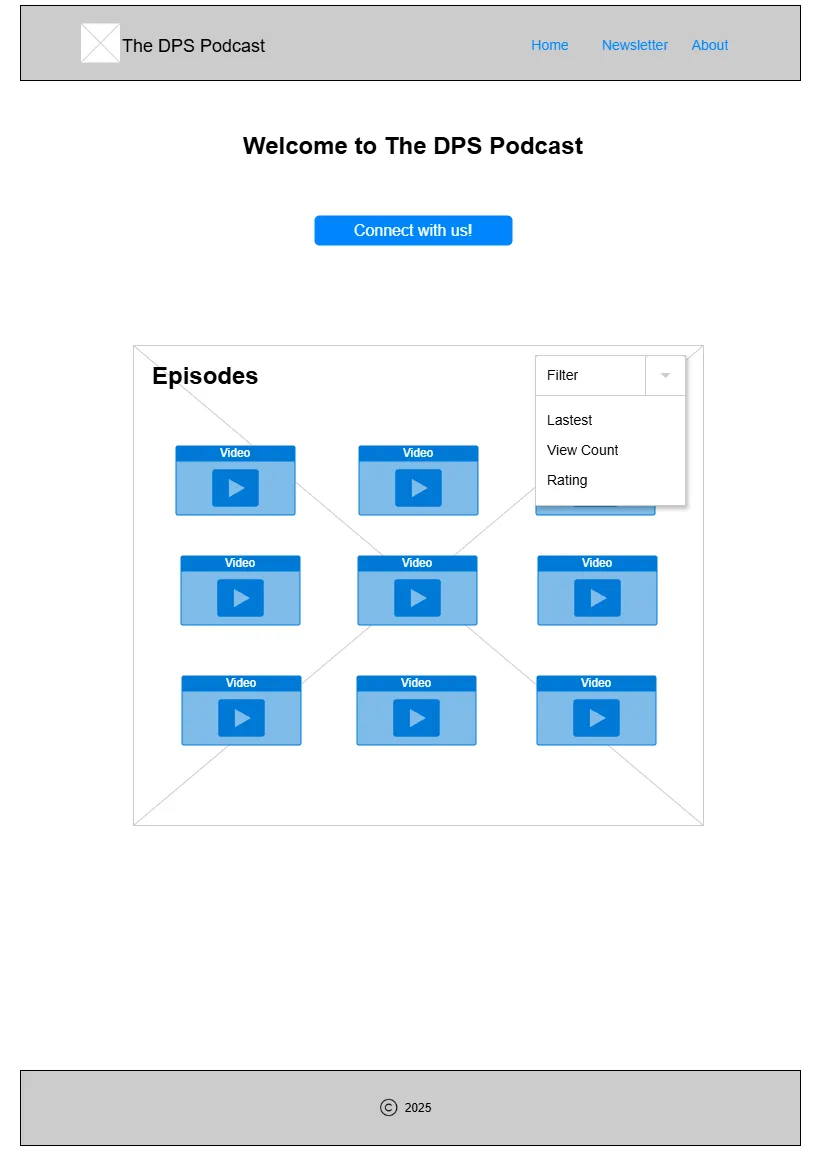 The DPS Podcast
Home Newsletter About
Welcome to The DPS Podcast
Connect with us!
Episodes
Filter
Lastest
View Count
Rating
Video Video
Video Video Video
Video Video Video
© 2025